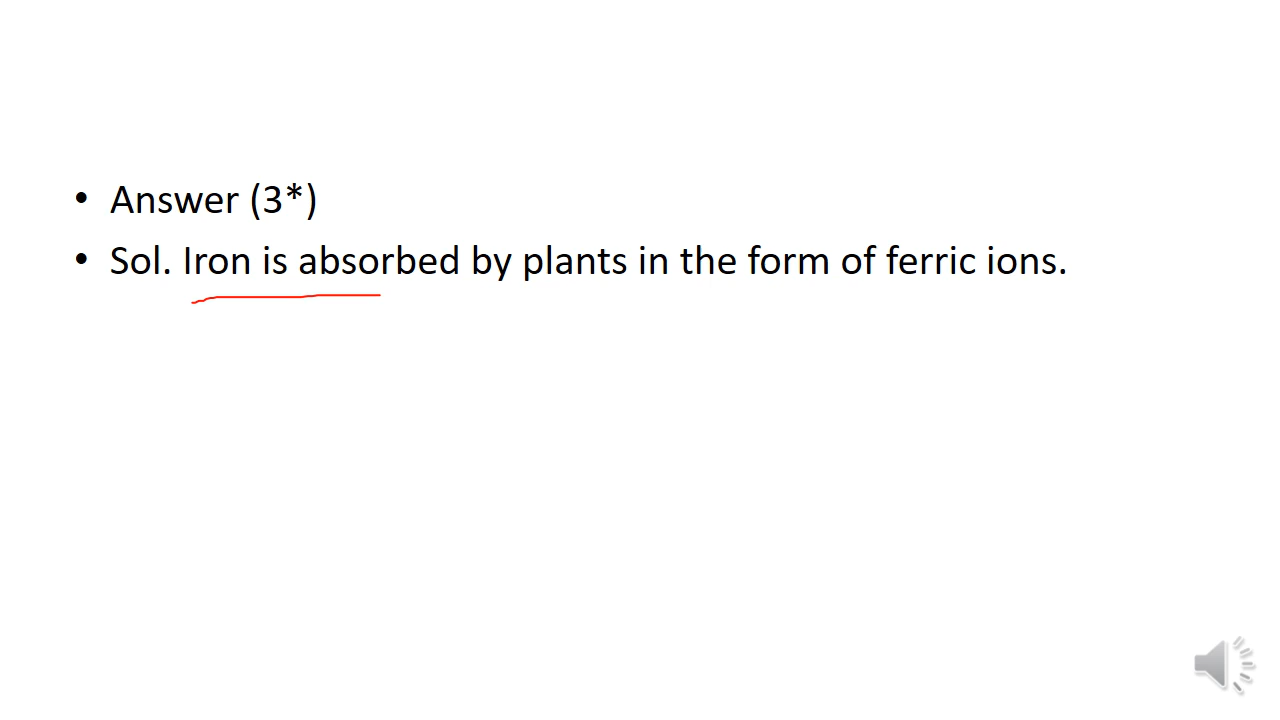 • Answer (3*)
• Sol. Iron is absorbed by plants in the form of ferric ions.